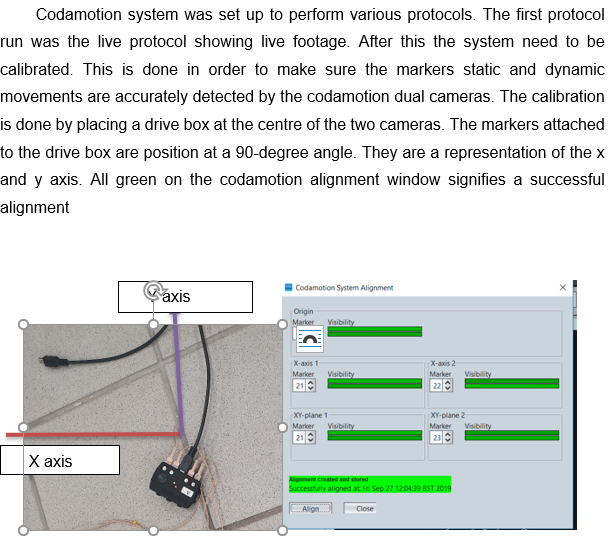 Codamotion system was set up to perform various protocols. The first protocol
run was the live protocol showing live footage. After this the system need to be
calibrated. This is done in order to make sure the markers static and dynamic
movements are accurately detected by the codamotion dual cameras. The calibration
is done by placing a drive box at the centre of the two cameras. The markers attached
to the drive box are position at a 90-degree angle. They are a representation of the x
and y axis. All green on the codamotion alignment window signifies a successful
alignment
axis
X axis
Codamotion System Alignment
Origin
Marker Visibility
X-axis 1 X-axis 2
Marker Visibility Marker Visibility
21 22
XY-plane 1 XY-plane 2
Marker Visibility Marker Visibility
21 23
Alignment created and stored
Successfully aligned at: Fri Sep 27 12:04:39 BST 2019
Align Close